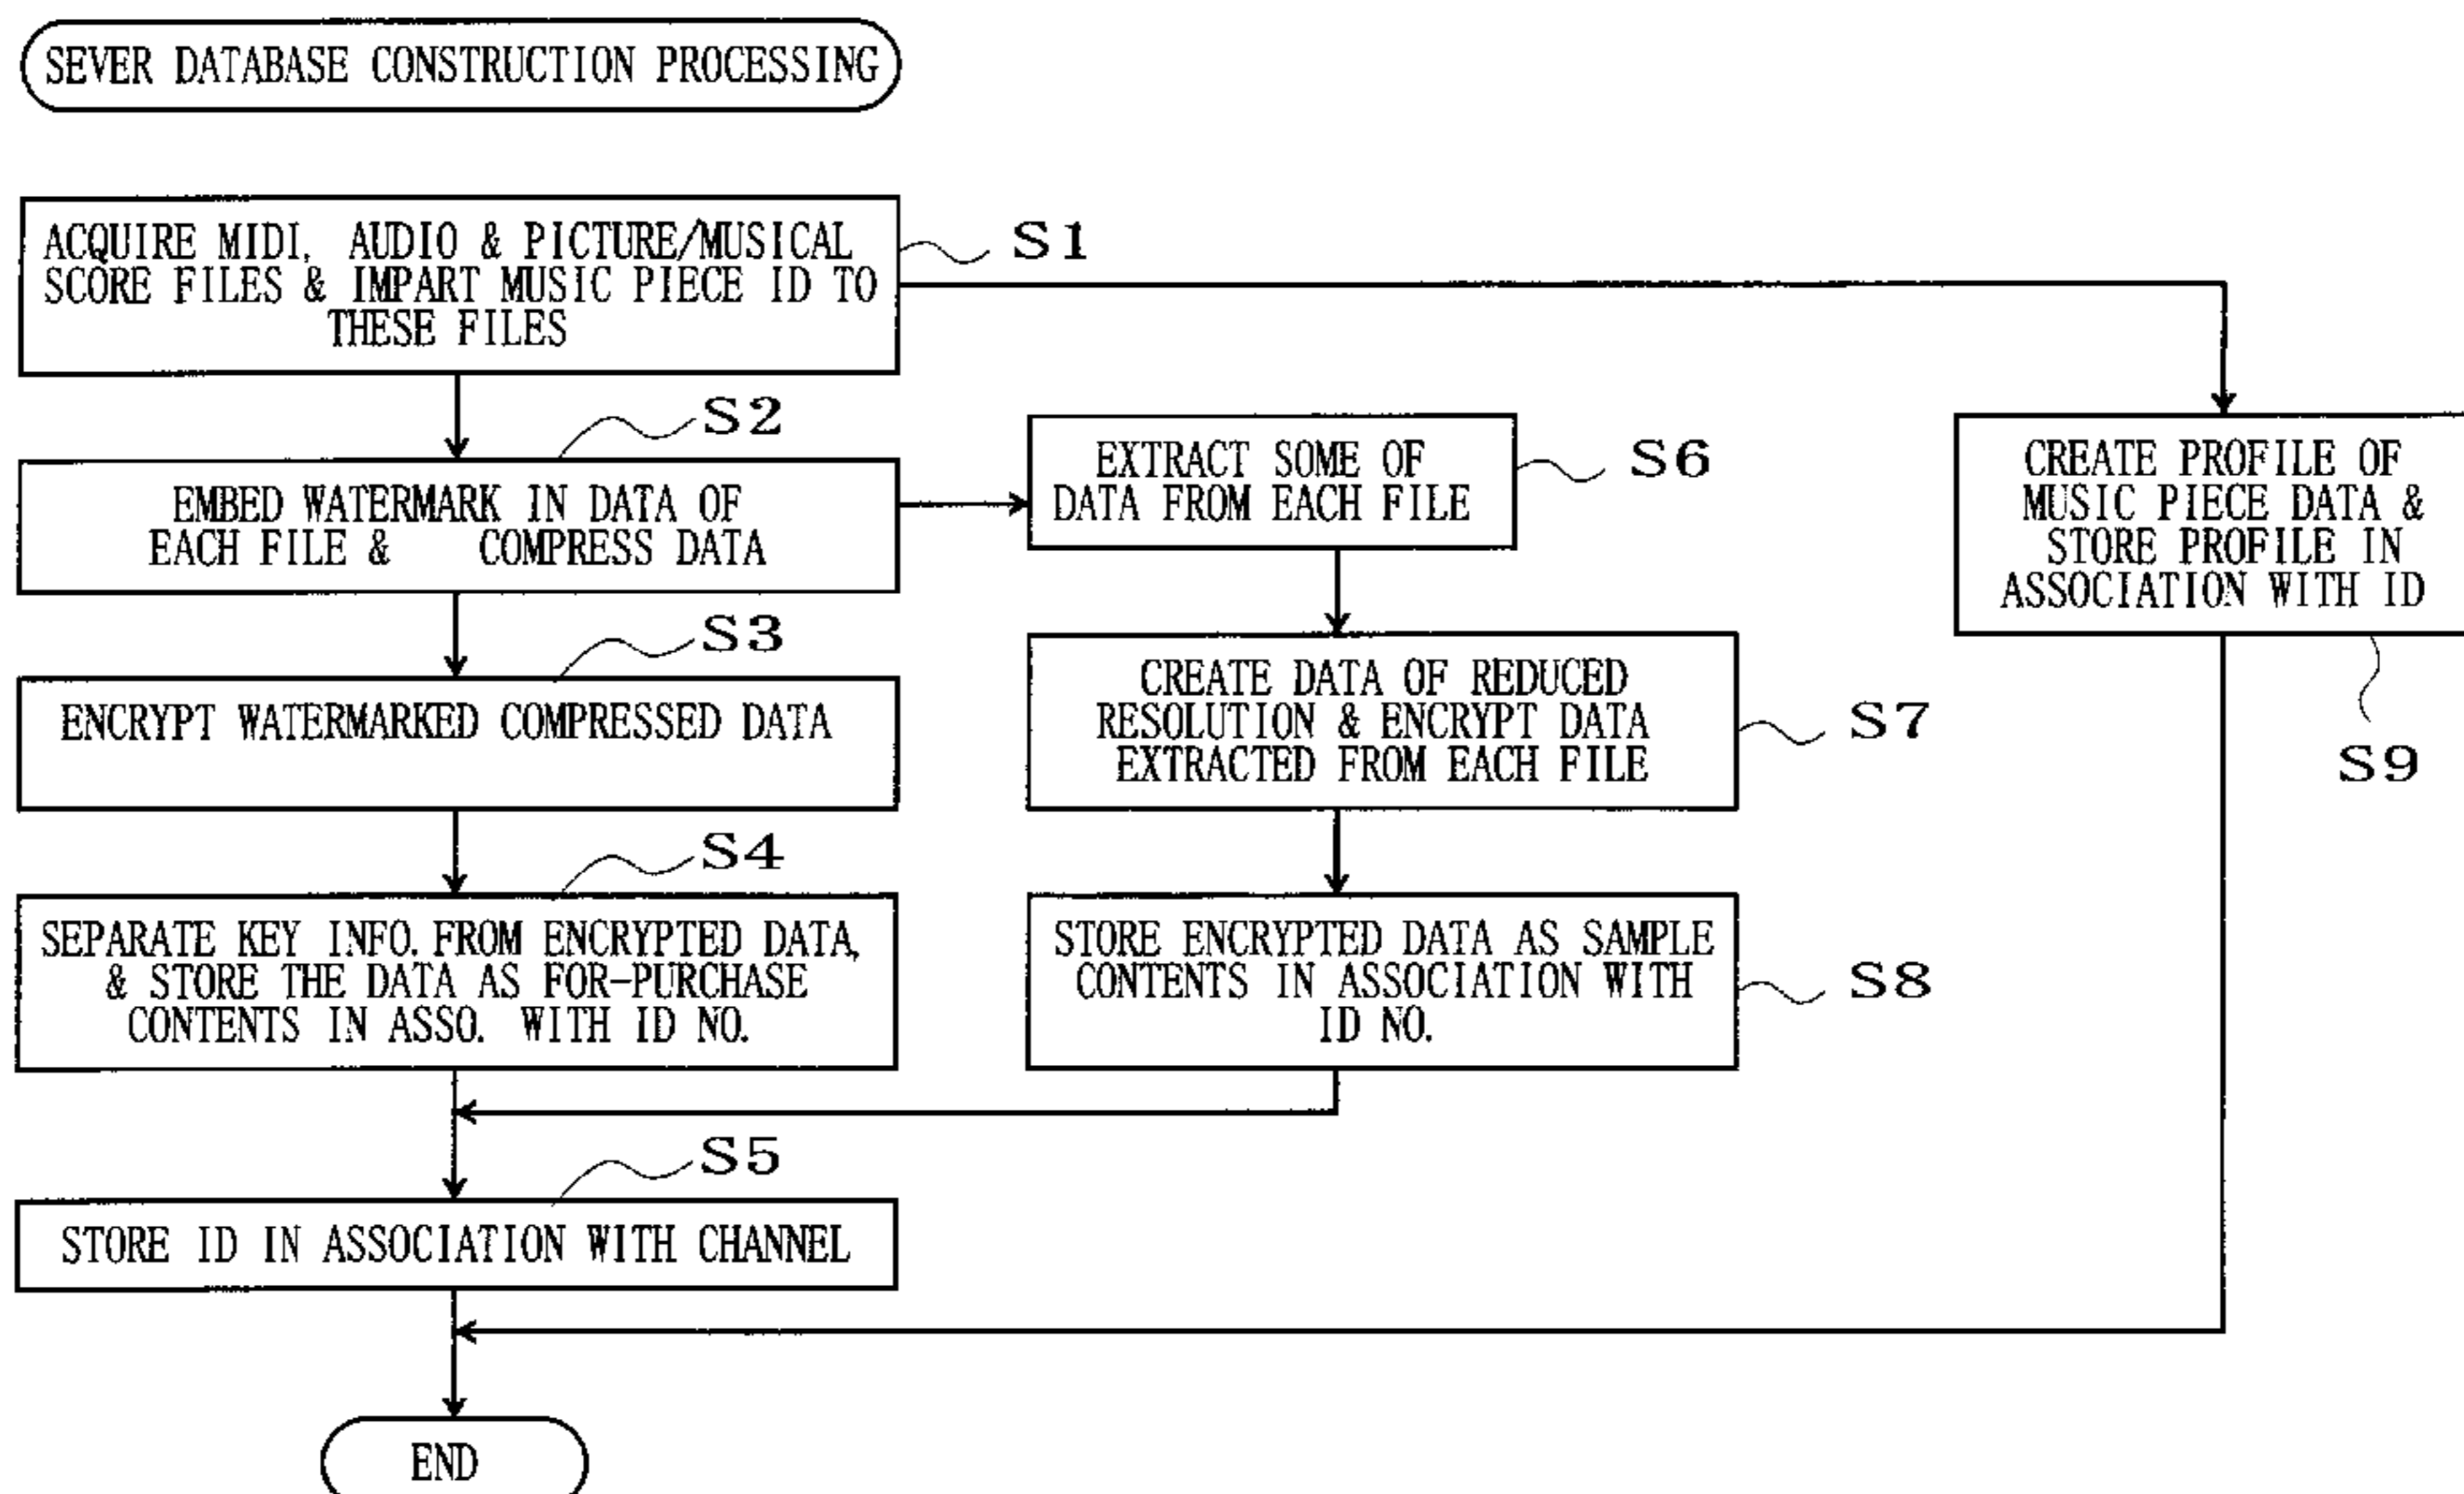 SEVER DATABASE CONSTRUCTION PROCESSING
ACQUIRE MIDI, AUDIO & PICTURE/MUSICAL
SCORE FILES & IMPART MUSIC PIECE ID TO
THESE FILES
S1
S2
EMBED WATERMARK IN DATA OF
EACH FILE & COMPRESS DATA
S3
ENCRYPT WATERMARKED COMPRESSED DATA
S4
SEPARATE KEY INFO. FROM ENCRYPTED DATA,
& STORE THE DATA AS FOR-PURCHASE
CONTENTS IN ASSO. WITH ID NO.
S5
STORE ID IN ASSOCIATION WITH CHANNEL
END
EXTRACT SOME OF
DATA FROM EACH FILE
S6
CREATE DATA OF REDUCED
RESOLUTION & ENCRYPT DATA
EXTRACTED FROM EACH FILE
S7
STORE ENCRYPTED DATA AS SAMPLE
CONTENTS IN ASSOCIATION WITH
ID NO.
S8
CREATE PROFILE OF
MUSIC PIECE DATA &
STORE PROFILE IN
ASSOCIATION WITH ID
S9